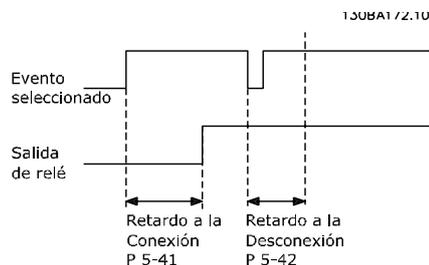 130BA172.10
Evento
seleccionado
Salida
de relé
Retardo a la
Conexión
P 5-41
Retardo a la
Desconexión
P 5-42